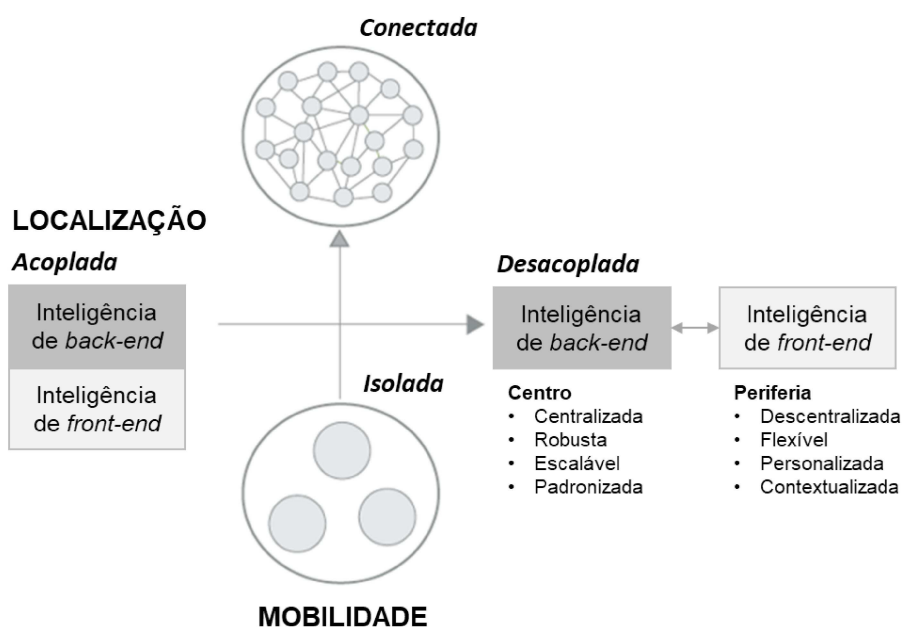 Conectada
LOCALIZAÇÃO
Acoplada
Inteligência
de back-end
Inteligência
de front-end
Desacoplada
Inteligência
de back-end
Inteligência
de front-end
Centro
• Centralizada
• Robusta
• Escalável
• Padronizada
Periferia
• Descentralizada
• Flexível
• Personalizada
• Contextualizada
Isolada
MOBILIDADE